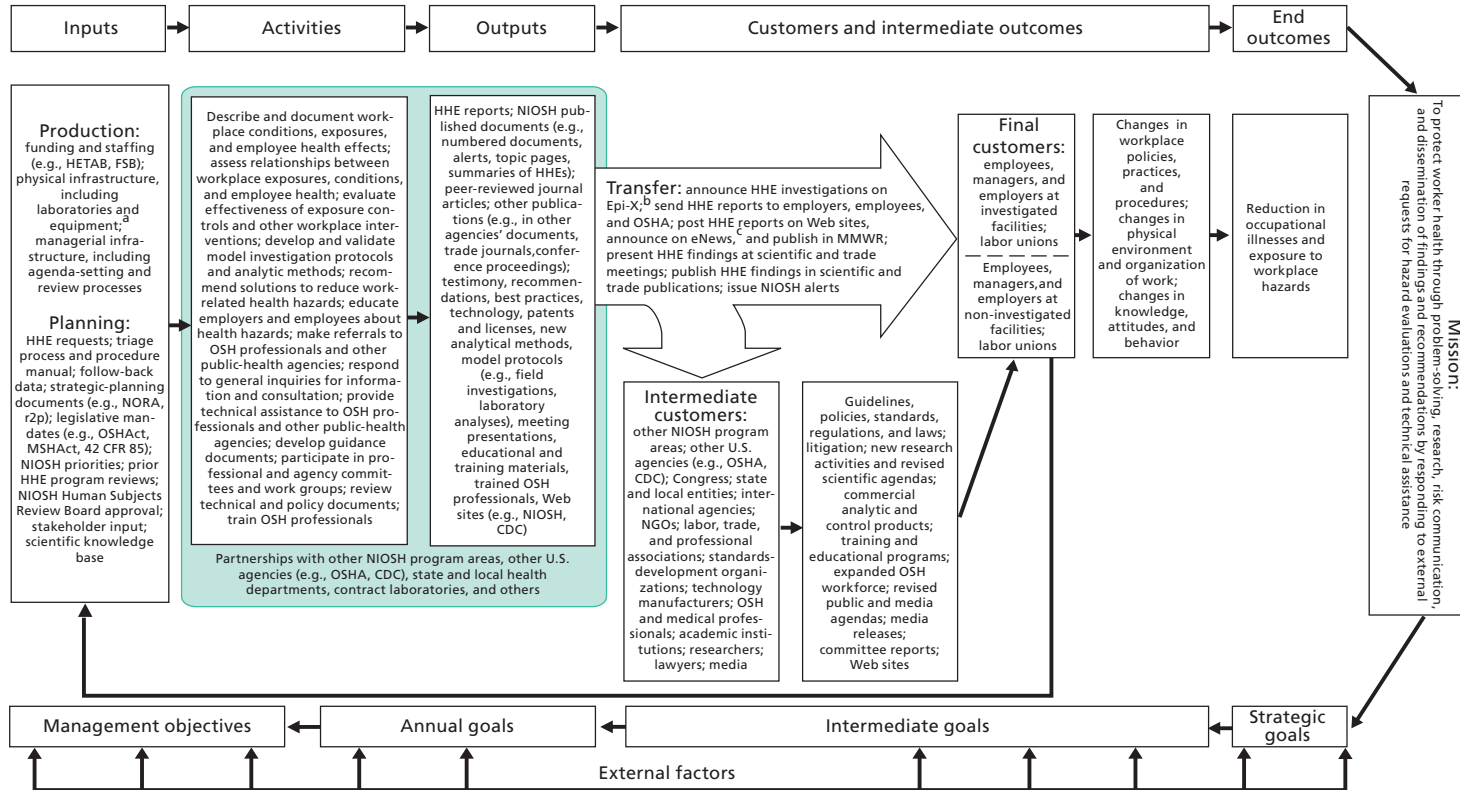 Inputs
Activities
Outputs
Customers and intermediate outcomes
End
outcomes
Production:
funding and staffing
(e.g., HETAB, FSB);
physical infrastructure,
including
laboratories and
equipment;a
managerial infra-
structure, including
agenda-setting and
review processes
Planning:
HHE requests; triage
process and procedure
manual; follow-back
data; strategic-planning
documents (e.g., NORA,
r2p); legislative man-
dates (e.g., OSHAct,
MSHAct, 42 CFR 85);
NIOSH priorities; prior
HHE program reviews;
NIOSH Human Subjects
Review Board approval;
stakeholder input;
scientific knowledge
base
Describe and document work-
place conditions, exposures,
and employee health effects;
assess relationships between
workplace exposures, conditions,
and employee health; evaluate
effectiveness of exposure con-
trols and other workplace inter-
ventions; develop and validate
model investigation protocols
and analytic methods; recom-
mend solutions to reduce work-
related health hazards; educate
employers and employees about
health hazards; make referrals to
OSH professionals and other
public-health agencies; respond
to general inquiries for informa-
tion and consultation; provide
technical assistance to OSH pro-
fessionals and other public-health
agencies; develop guidance
documents; participate in pro-
fessional and agency commit-
tees and work groups; review
technical and policy documents;
train OSH professionals
HHE reports; NIOSH pub-
lished documents (e.g.,
numbered documents,
alerts, topic pages,
summaries of HHEs);
peer-reviewed journal
articles; other publica-
tions (e.g., in other
agencies' documents,
trade journals,confer-
ence proceedings);
testimony, recommen-
dations, best practices,
technology, patents
and licenses, new
analytical methods,
model protocols
(e.g., field
investigations,
laboratory
analyses), meeting
presentations,
educational and
training materials,
trained OSH
professionals, Web
sites (e.g., NIOSH,
CDC)
Partnerships with other NIOSH program areas, other U.S.
agencies (e.g., OSHA, CDC), state and local health
departments, contract laboratories, and others
Transfer: announce HHE investigations on
Epi-X;b send HHE reports to employers, employees,
and OSHA; post HHE reports on Web sites,
announce on eNews,c and publish in MMWR;
present HHE findings at scientific and trade
meetings; publish HHE findings in scientific and
trade publications; issue NIOSH alerts
Intermediate
customers:
other NIOSH program
areas; other U.S.
agencies (e.g., OSHA,
CDC); Congress; state
and local entities; inter-
national agencies;
NGOs; labor, trade,
and professional
associations; standards-
development organi-
zations; technology
manufacturers; OSH
and medical profes-
sionals; academic insti-
tutions; researchers;
lawyers; media
Guidelines,
policies, standards,
regulations, and laws;
litigation; new research
activities and revised
scientific agendas;
commercial
analytic and
control products;
training and
educational programs;
expanded OSH
workforce; revised
public and media
agendas; media
releases;
committee reports;
Web sites
Final
customers:
employees,
managers, and
employers at
investigated
facilities;
labor unions
Employees,
managers,and
employers at
non-investigated
facilities;
labor unions
Changes in
workplace
policies,
practices,
and
procedures;
changes in
physical
environment
and organization
of work;
changes in
knowledge,
attitudes, and
behavior
Reduction in
occupational
illnesses and
exposure to
workplace
hazards
Mission:
To protect worker health through problem-solving, research, risk communication,
and dissemination of findings and recommendations by responding to external
requests for hazard evaluations and technical assistance
Management objectives
Annual goals
Intermediate goals
Strategic
goals
External factors